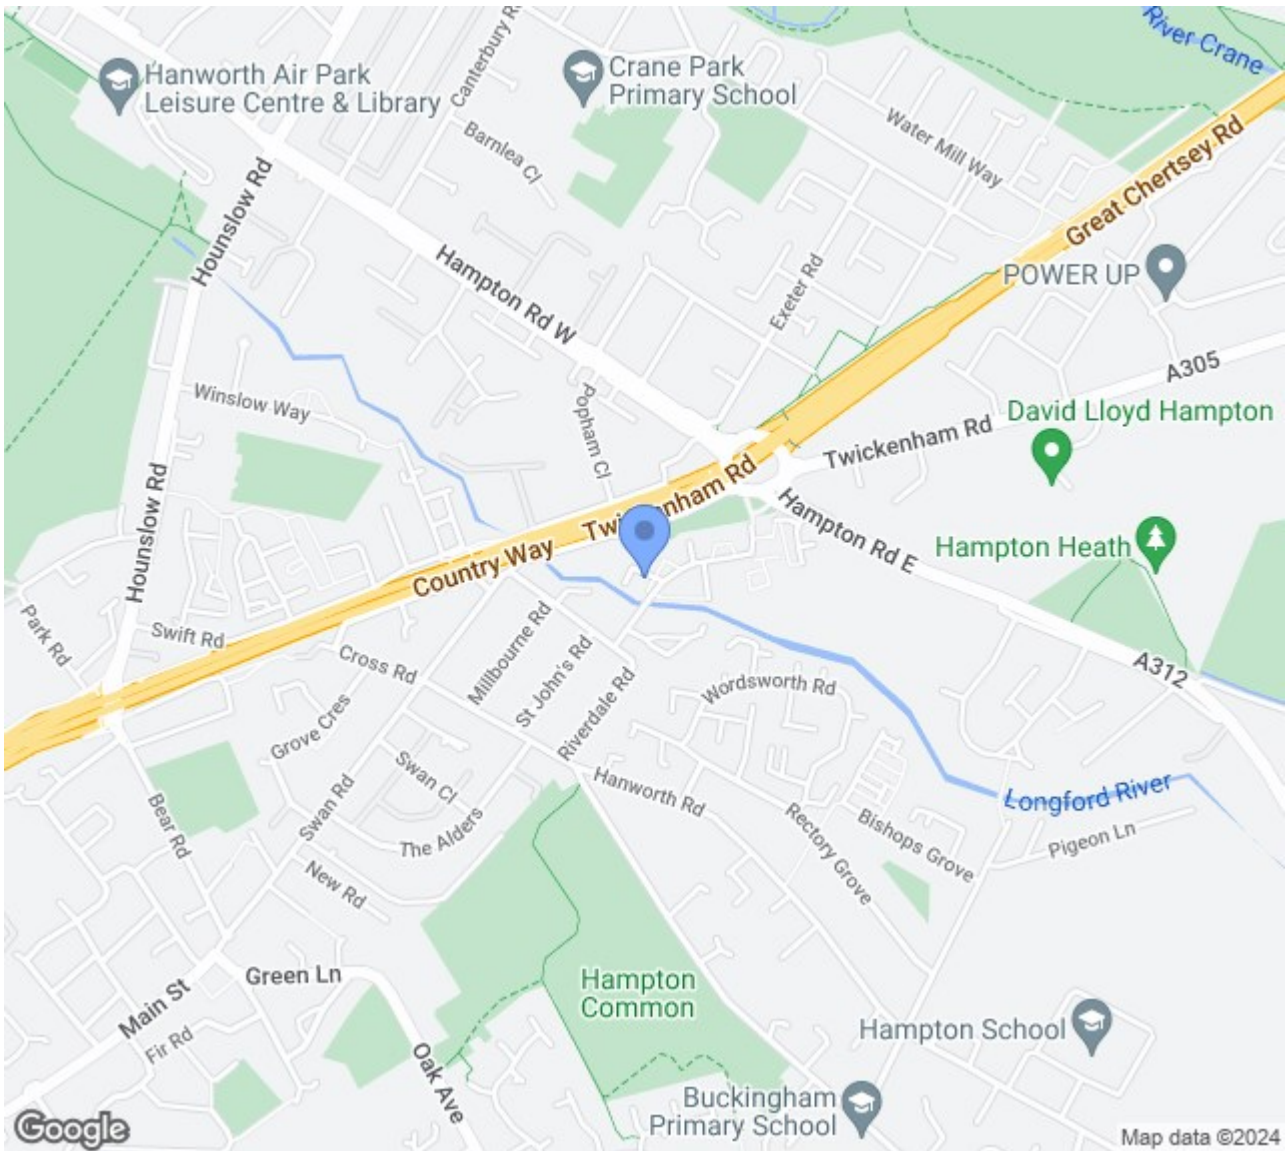 River Crane
Hanworth Air Park
Leisure Centre & Library
Canterbury Rd
Crane Park
Primary School
Barnlea Cl
Water Mill Way
Great Chertsey Rd
Hounslow Rd
Hampton Rd W
Exeter Rd
POWER UP
A305
Winslow Way
Popham Cl
David Lloyd Hampton
Twickenham Rd
Hounslow Rd
Twickenham Rd
Country Way
Hampton Rd E
Hampton Heath
Park Rd
Swift Rd
Cross Rd
Millbourne Rd
St John's Rd
Riverdale Rd
Wordsworth Rd
A312
Grove Cres
Swan Cl
Swan Rd
Hanworth Rd
Longford River
Bear Rd
The Alders
Rectory Grove
Bishops Grove
Pigeon Ln
New Rd
Green Ln
Main St
Fir Rd
Hampton
Common
Hampton School
Oak Ave
Buckingham
Primary School
Google
Map data ©2024